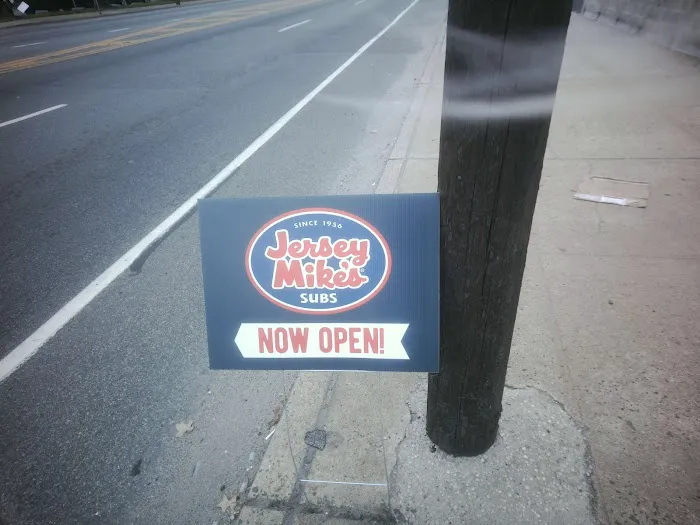 SINCE 1956
Jersey
Mike's
SUBS
NOW OPEN!